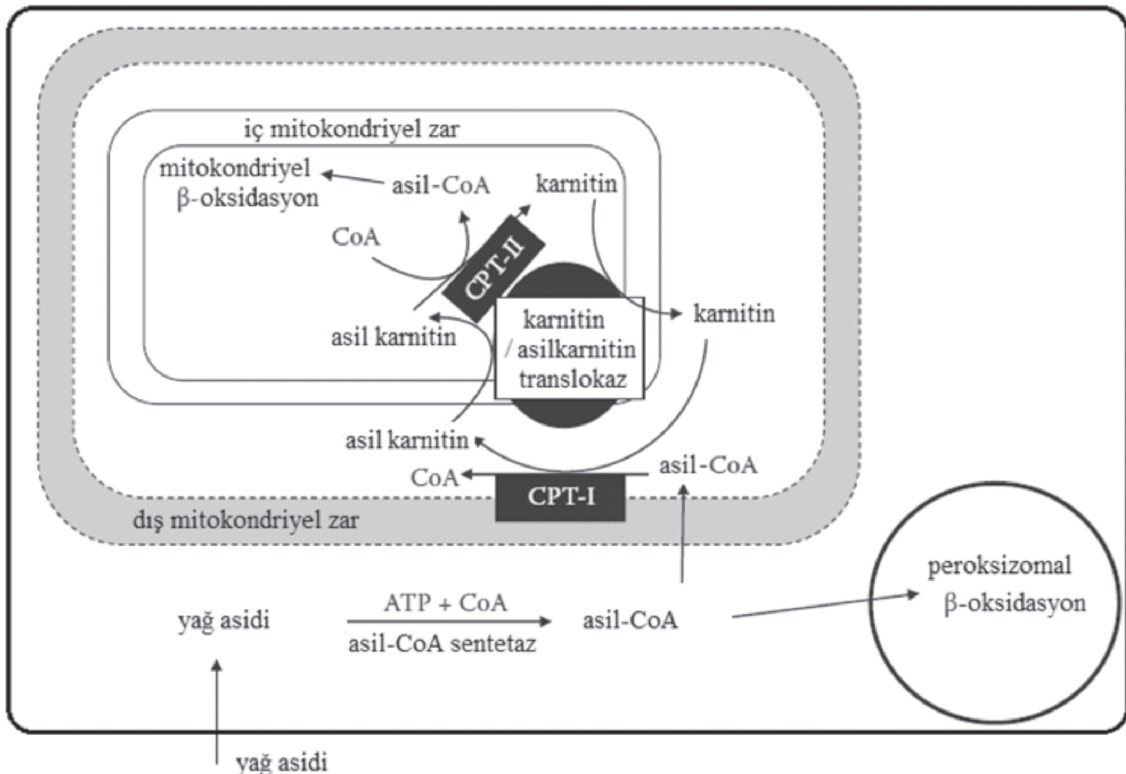 iç mitokondriyel zar
mitokondriyel
β-oksidasyon
asil-CoA
karnitin
CoA
CPT-II
asil karnitin
karnitin
/ asilkarnitin
translokaz
karnitin
asil karnitin
CoA
asil-CoA
CPT-I
dış mitokondriyel zar
peroksizomal
β-oksidasyon
yağ asidi
ATP + CoA
asil-CoA sentetaz
asil-CoA
yağ asidi